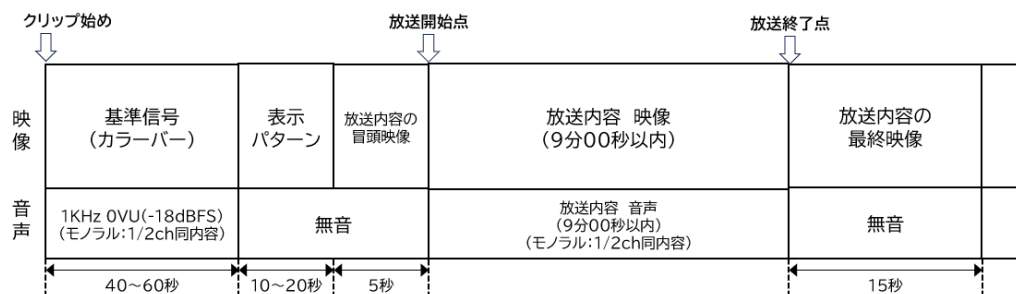 クリップ始め
放送開始点
放送終了点
映像
基準信号
(カラーバー)
表示
パターン
放送内容の
冒頭映像
放送内容 映像
(9分00秒以内)
放送内容の
最終映像
音声
1KHz 0VU(-18dBFS)
(モノラル:1/2ch同内容)
無音
放送内容 音声
(9分00秒以内)
(モノラル:1/2ch同内容)
無音
40~60秒
10~20秒
5秒
15秒